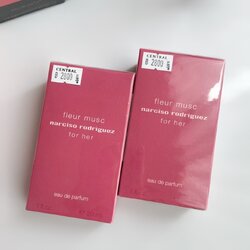 CENTRAL
฿ 2800
fleur musc
narciso rodriguez
for her
eau de parfum
CENTRAL
฿ 2800
fleur musc
narciso rodriguez
for her
eau de parfum